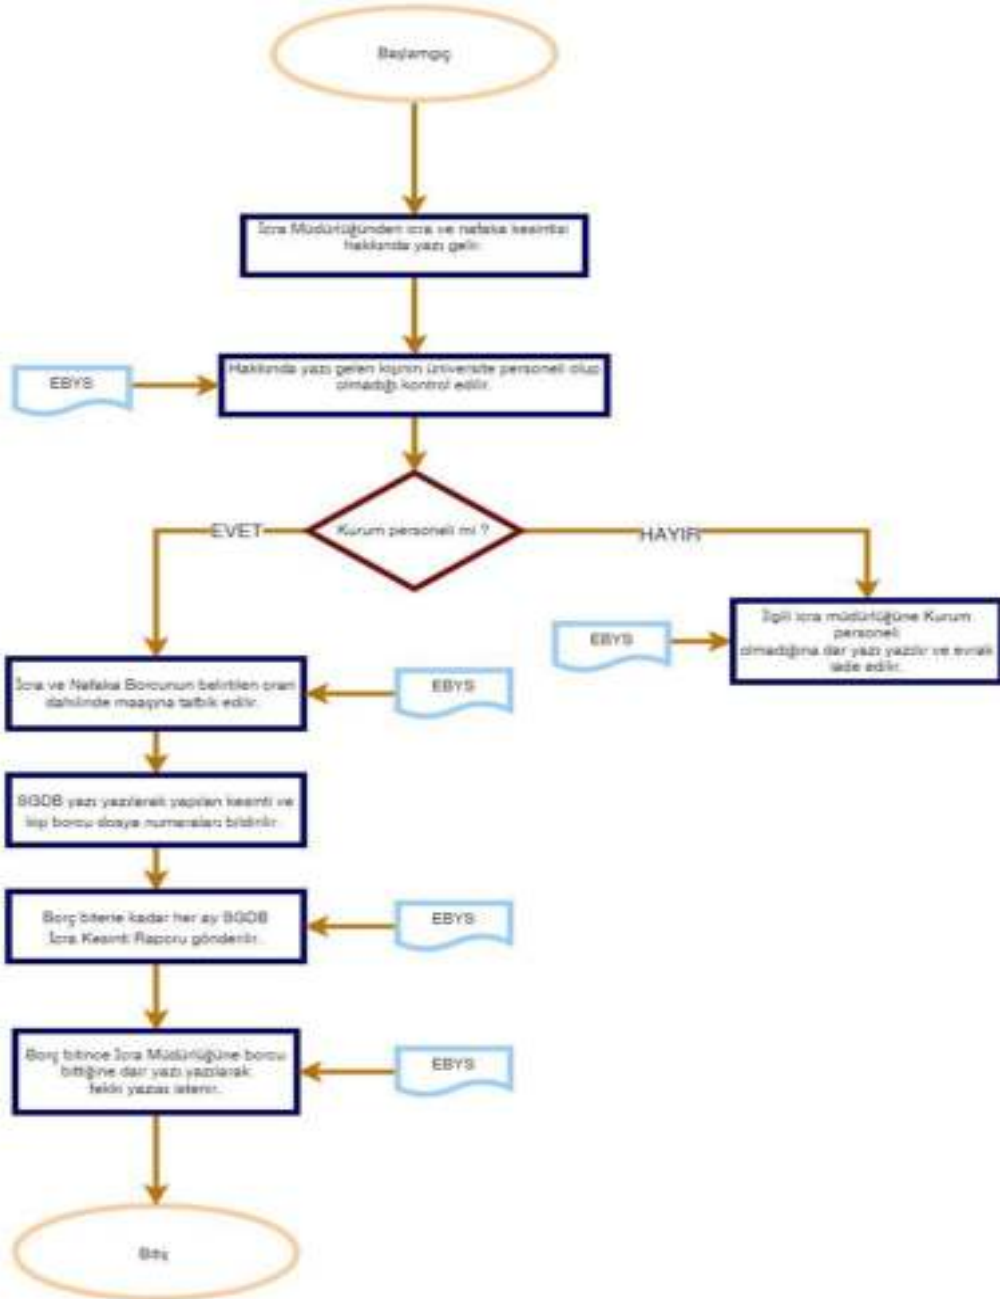 Başlangıç
İcra Müdürlüğünden icra ve nafaka kesintisi
hakkında yazı gelir.
EBYS
Hakkında yazı gelen kişinin üniversite personeli olup
olmadığı kontrol edilir.
Kurum personeli mi ?
EVET
HAYIR
EBYS
İlgili icra müdürlüğüne Kurum
personeli
olmadığına dair yazı yazılır ve evrak
iade edilir.
İcra ve Nafaka Borcunun belirtilen oran
dahilinde maaşına tatbik edilir.
EBYS
SGDB yazı yazılarak yapılan kesinti ve
kişi borcu dosya numaraları bildirilir.
Borç bitene kadar her ay SGDB
İcra Kesinti Raporu gönderilir.
EBYS
Borç bitince İcra Müdürlüğüne borcu
bittiğine dair yazı yazılarak
fekki yazısı istenir.
EBYS
Bitiş